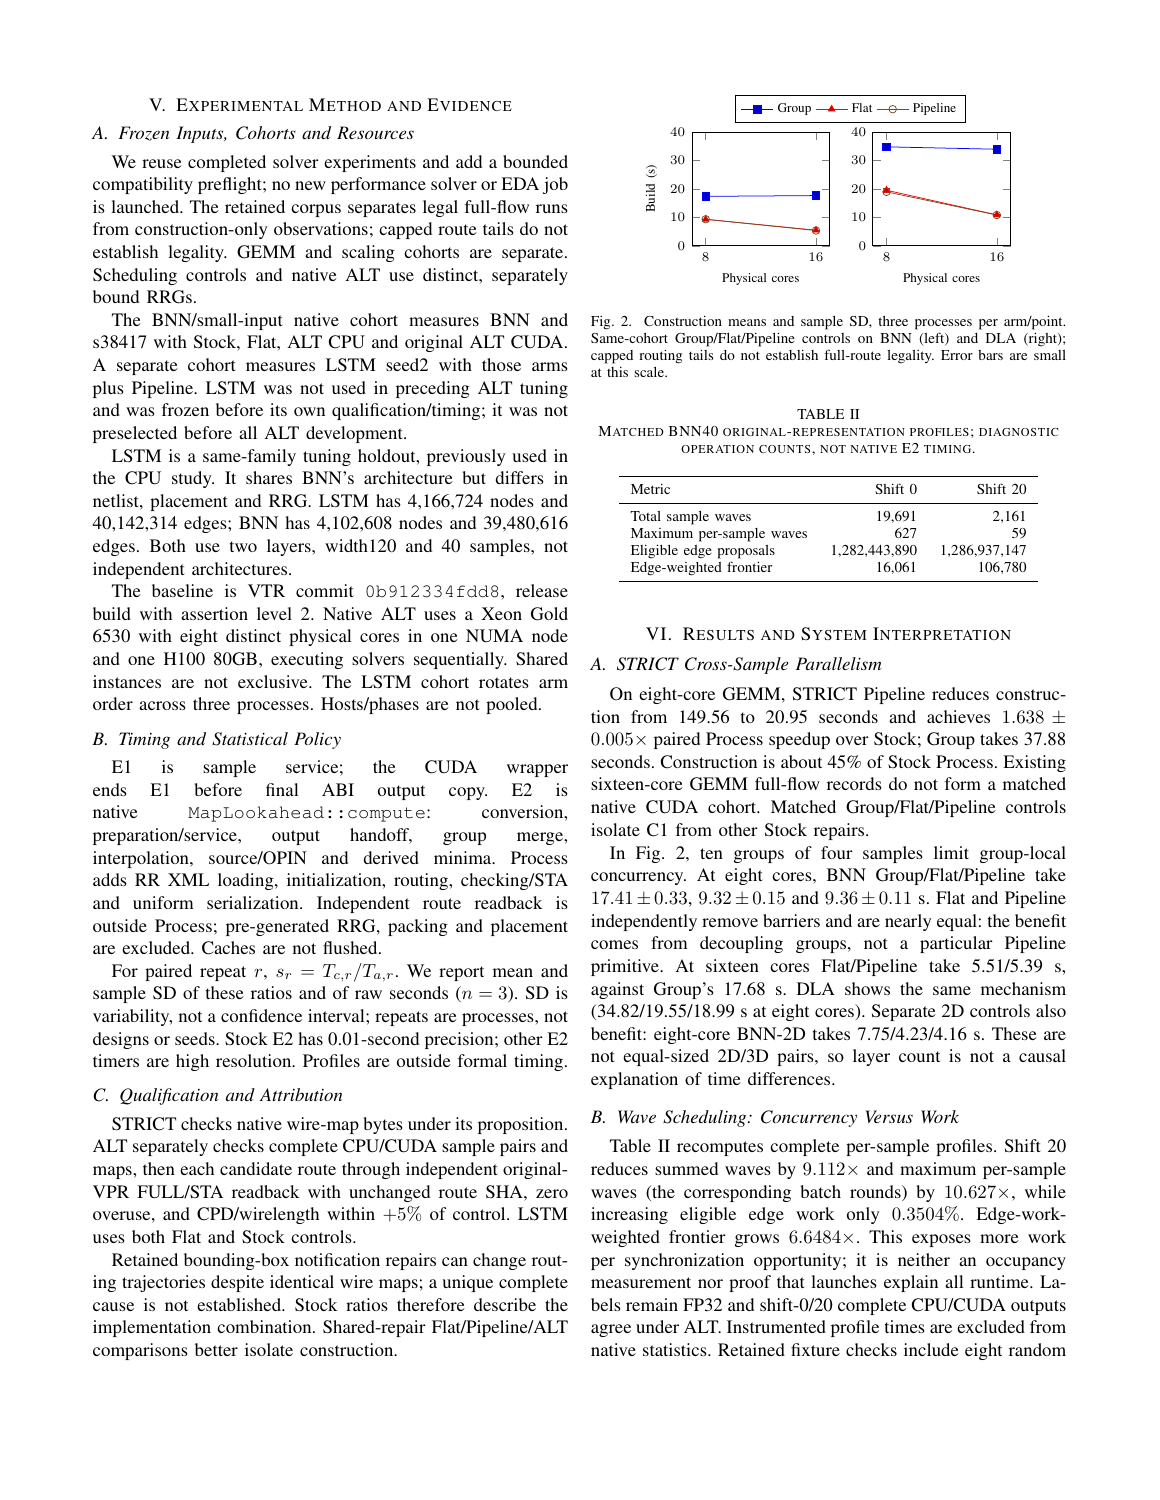 V. EXPERIMENTAL METHOD AND EVIDENCE
A. Frozen Inputs, Cohorts and Resources
We reuse completed solver experiments and add a bounded
compatibility preflight; no new performance solver or EDA job
is launched. The retained corpus separates legal full-flow runs
from construction-only observations; capped route tails do not
establish legality. GEMM and scaling cohorts are separate.
Scheduling controls and native ALT use distinct, separately
bound RRGs.
The BNN/small-input native cohort measures BNN and
s38417 with Stock, Flat, ALT CPU and original ALT CUDA.
A separate cohort measures LSTM seed2 with those arms
plus Pipeline. LSTM was not used in preceding ALT tuning
and was frozen before its own qualification/timing; it was not
preselected before all ALT development.
LSTM is a same-family tuning holdout, previously used in
the CPU study. It shares BNN's architecture but differs in
netlist, placement and RRG. LSTM has 4,166,724 nodes and
40,142,314 edges; BNN has 4,102,608 nodes and 39,480,616
edges. Both use two layers, width120 and 40 samples, not
independent architectures.
The baseline is VTR commit 0b912334fdd8, release
build with assertion level 2. Native ALT uses a Xeon Gold
6530 with eight distinct physical cores in one NUMA node
and one H100 80GB, executing solvers sequentially. Shared
instances are not exclusive. The LSTM cohort rotates arm
order across three processes. Hosts/phases are not pooled.
B. Timing and Statistical Policy
E1 is sample service; the CUDA wrapper
ends E1 before final ABI output copy. E2 is
native MapLookahead::compute: conversion,
preparation/service, output handoff, group merge,
interpolation, source/OPIN and derived minima. Process
adds RR XML loading, initialization, routing, checking/STA
and uniform serialization. Independent route readback is
outside Process; pre-generated RRG, packing and placement
are excluded. Caches are not flushed.
For paired repeat r, s_r = T_{c,r}/T_{a,r}. We report mean and
sample SD of these ratios and of raw seconds (n = 3). SD is
variability, not a confidence interval; repeats are processes, not
designs or seeds. Stock E2 has 0.01-second precision; other E2
timers are high resolution. Profiles are outside formal timing.
C. Qualification and Attribution
STRICT checks native wire-map bytes under its proposition.
ALT separately checks complete CPU/CUDA sample pairs and
maps, then each candidate route through independent original-
VPR FULL/STA readback with unchanged route SHA, zero
overuse, and CPD/wirelength within +5% of control. LSTM
uses both Flat and Stock controls.
Retained bounding-box notification repairs can change rout-
ing trajectories despite identical wire maps; a unique complete
cause is not established. Stock ratios therefore describe the
implementation combination. Shared-repair Flat/Pipeline/ALT
comparisons better isolate construction.
Group Flat Pipeline
Build (s)
40
30
20
10
0
8 16
Physical cores
40
30
20
10
0
8 16
Physical cores
Fig. 2. Construction means and sample SD, three processes per arm/point.
Same-cohort Group/Flat/Pipeline controls on BNN (left) and DLA (right);
capped routing tails do not establish full-route legality. Error bars are small
at this scale.
TABLE II
MATCHED BNN40 ORIGINAL-REPRESENTATION PROFILES; DIAGNOSTIC
OPERATION COUNTS, NOT NATIVE E2 TIMING.
Metric Shift 0 Shift 20
Total sample waves 19,691 2,161
Maximum per-sample waves 627 59
Eligible edge proposals 1,282,443,890 1,286,937,147
Edge-weighted frontier 16,061 106,780
VI. RESULTS AND SYSTEM INTERPRETATION
A. STRICT Cross-Sample Parallelism
On eight-core GEMM, STRICT Pipeline reduces construc-
tion from 149.56 to 20.95 seconds and achieves 1.638 ±
0.005× paired Process speedup over Stock; Group takes 37.88
seconds. Construction is about 45% of Stock Process. Existing
sixteen-core GEMM full-flow records do not form a matched
native CUDA cohort. Matched Group/Flat/Pipeline controls
isolate C1 from other Stock repairs.
In Fig. 2, ten groups of four samples limit group-local
concurrency. At eight cores, BNN Group/Flat/Pipeline take
17.41±0.33, 9.32±0.15 and 9.36±0.11 s. Flat and Pipeline
independently remove barriers and are nearly equal: the benefit
comes from decoupling groups, not a particular Pipeline
primitive. At sixteen cores Flat/Pipeline take 5.51/5.39 s,
against Group's 17.68 s. DLA shows the same mechanism
(34.82/19.55/18.99 s at eight cores). Separate 2D controls also
benefit: eight-core BNN-2D takes 7.75/4.23/4.16 s. These are
not equal-sized 2D/3D pairs, so layer count is not a causal
explanation of time differences.
B. Wave Scheduling: Concurrency Versus Work
Table II recomputes complete per-sample profiles. Shift 20
reduces summed waves by 9.112× and maximum per-sample
waves (the corresponding batch rounds) by 10.627×, while
increasing eligible edge work only 0.3504%. Edge-work-
weighted frontier grows 6.6484×. This exposes more work
per synchronization opportunity; it is neither an occupancy
measurement nor proof that launches explain all runtime. La-
bels remain FP32 and shift-0/20 complete CPU/CUDA outputs
agree under ALT. Instrumented profile times are excluded from
native statistics. Retained fixture checks include eight random